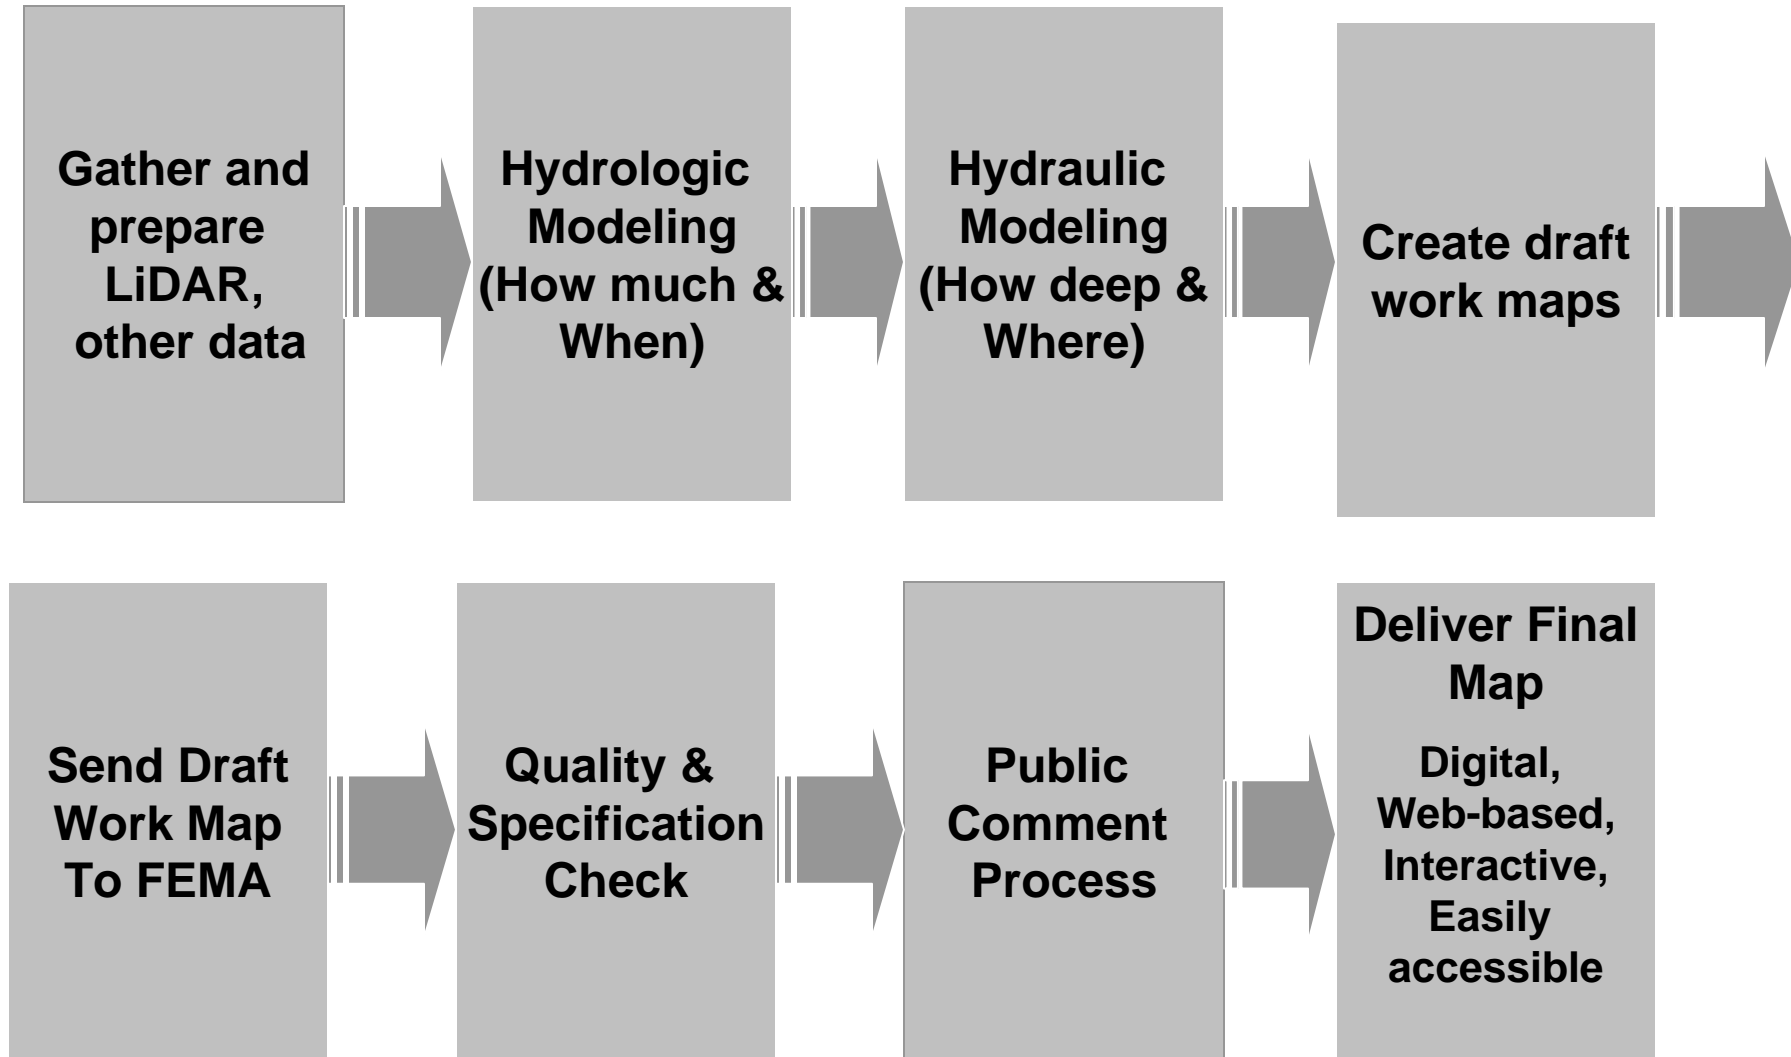 Gather and
prepare
LiDAR,
other data
Hydrologic
Modeling
(How much &
When)
Hydraulic
Modeling
(How deep &
Where)
Create draft
work maps
Send Draft
Work Map
To FEMA
Quality &
Specification
Check
Public
Comment
Process
Deliver Final
Map
Digital,
Web-based,
Interactive,
Easily
accessible